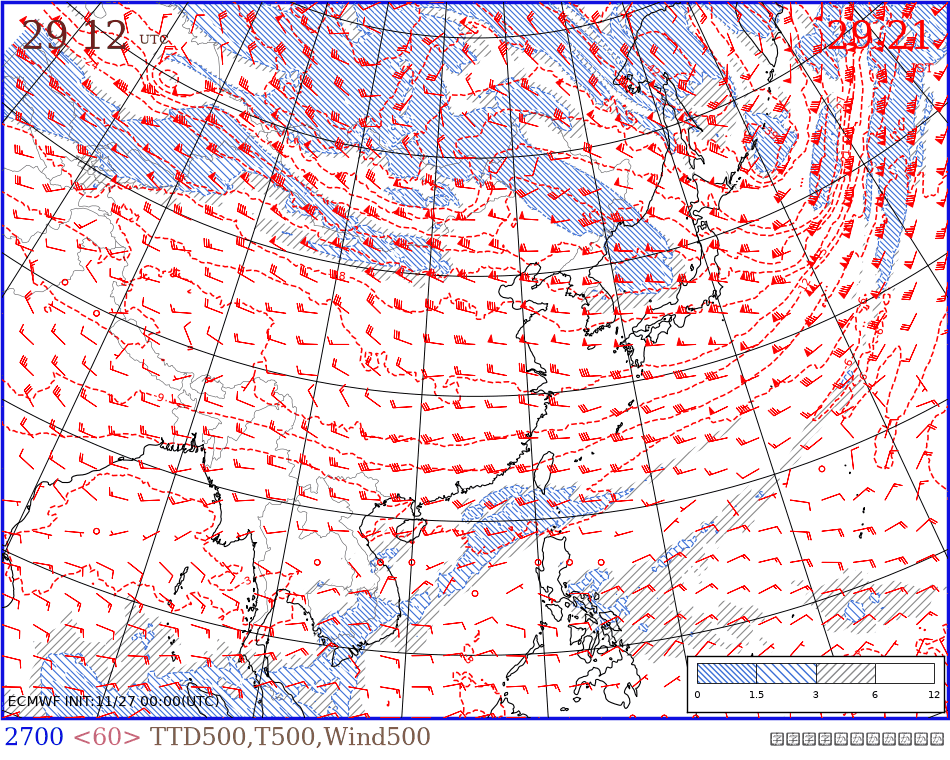 29 12 UTC
29 21
ECMWF INIT:11/27 00:00(UTC)
0 1.5 3 6 12
2700 <60> TTD500,T500,Wind500